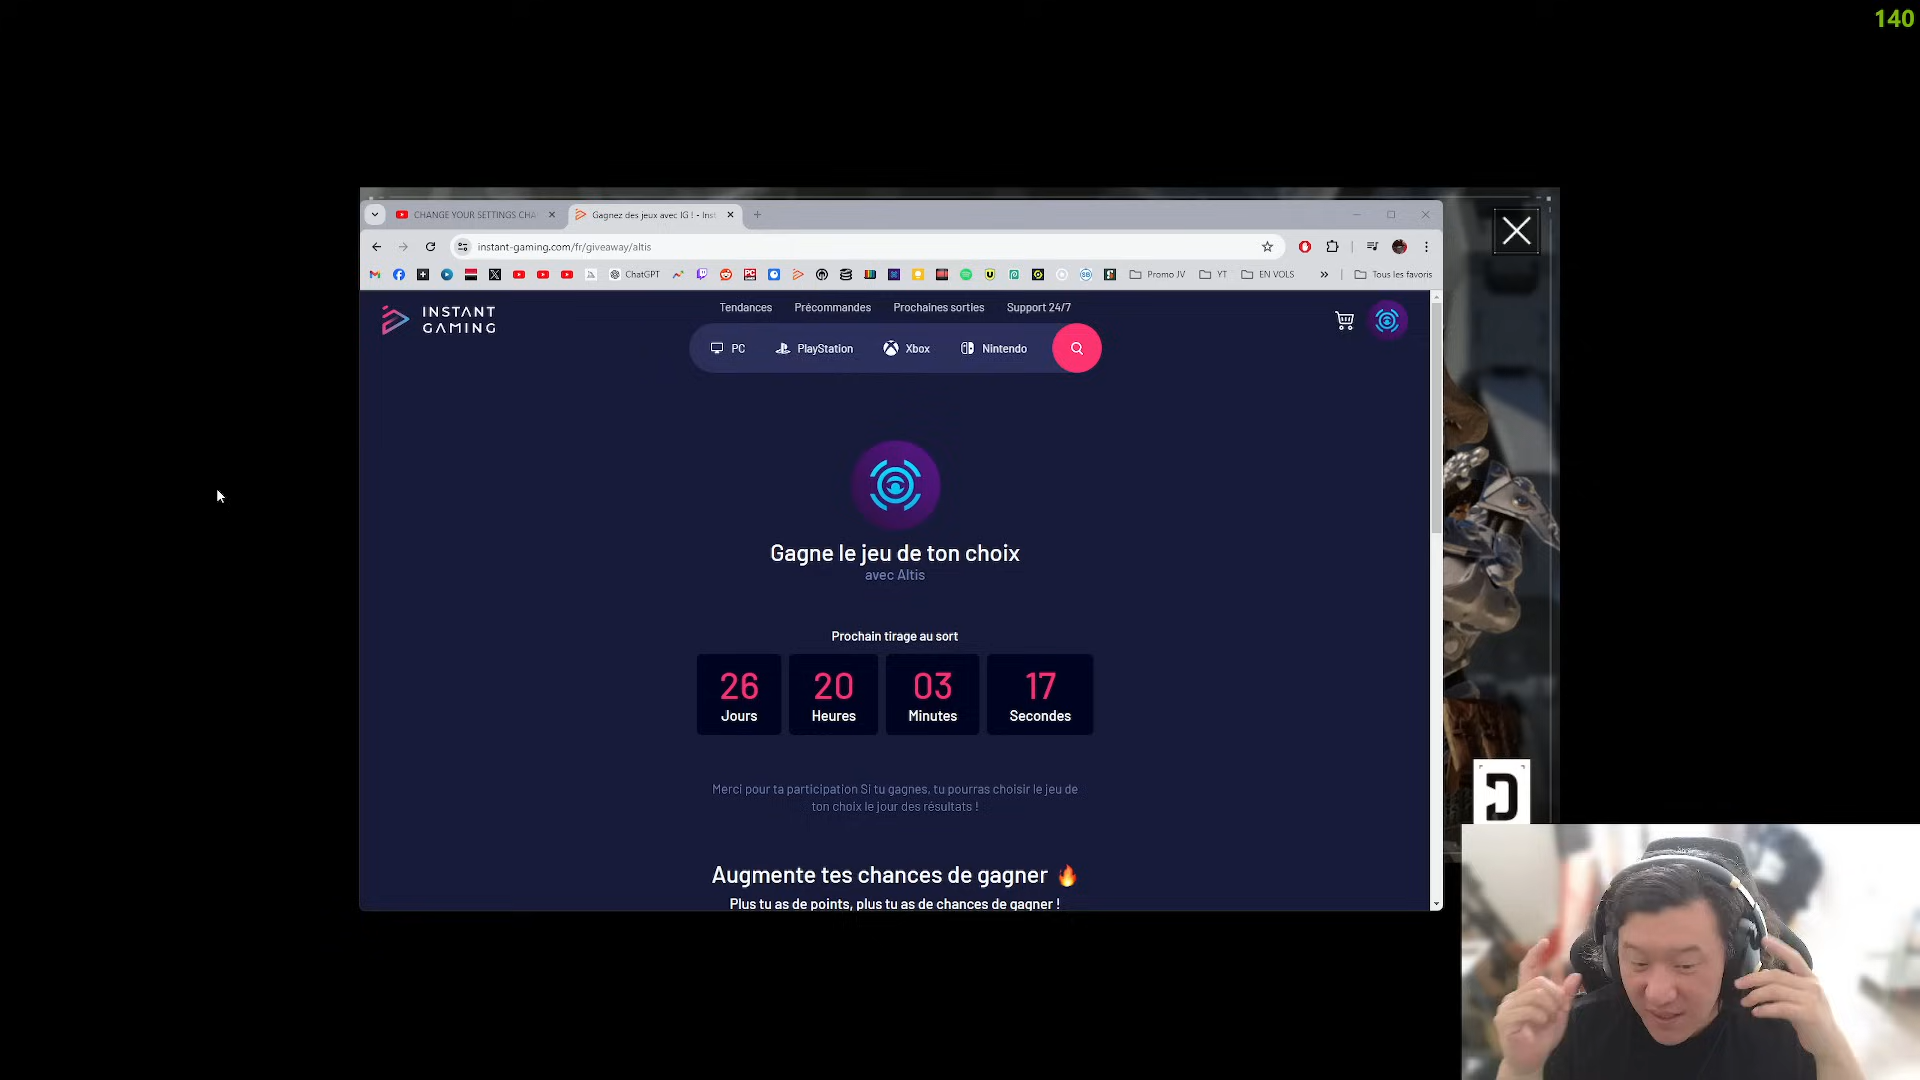 140
CHANGE YOUR SETTINGS CHA
Gagnez des jeux avec IG ! - Inst
instant-gaming.com/fr/giveaway/altis
ChatGPT
Promo JV
YT
EN VOLS
»
Tous les favoris
INSTANT
GAMING
Tendances
Précommandes
Prochaines sorties
Support 24/7
PC
PlayStation
Xbox
Nintendo
Gagne le jeu de ton choix
avec Altis
Prochain tirage au sort
26
20
03
17
Jours
Heures
Minutes
Secondes
Merci pour ta participation Si tu gagnes, tu pourras choisir le jeu de
ton choix le jour des résultats !
Augmente tes chances de gagner 🔥
Plus tu as de points, plus tu as de chances de gagner !